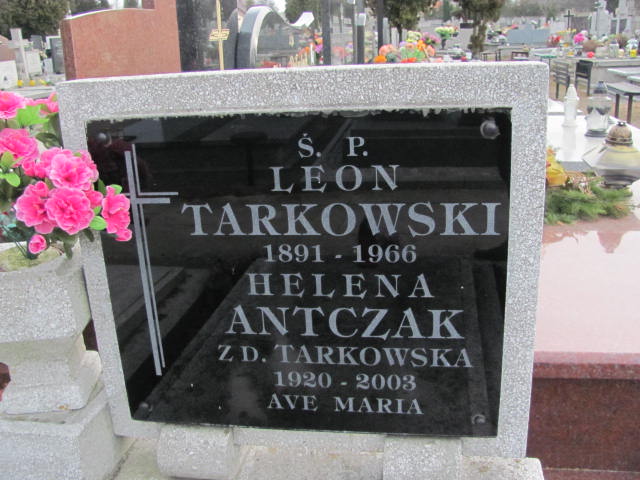 Ś. P.
LEON
TARKOWSKI
1891 - 1966
HELENA
ANTCZAK
Z D. TARKOWSKA
1920 - 2003
AVE MARIA